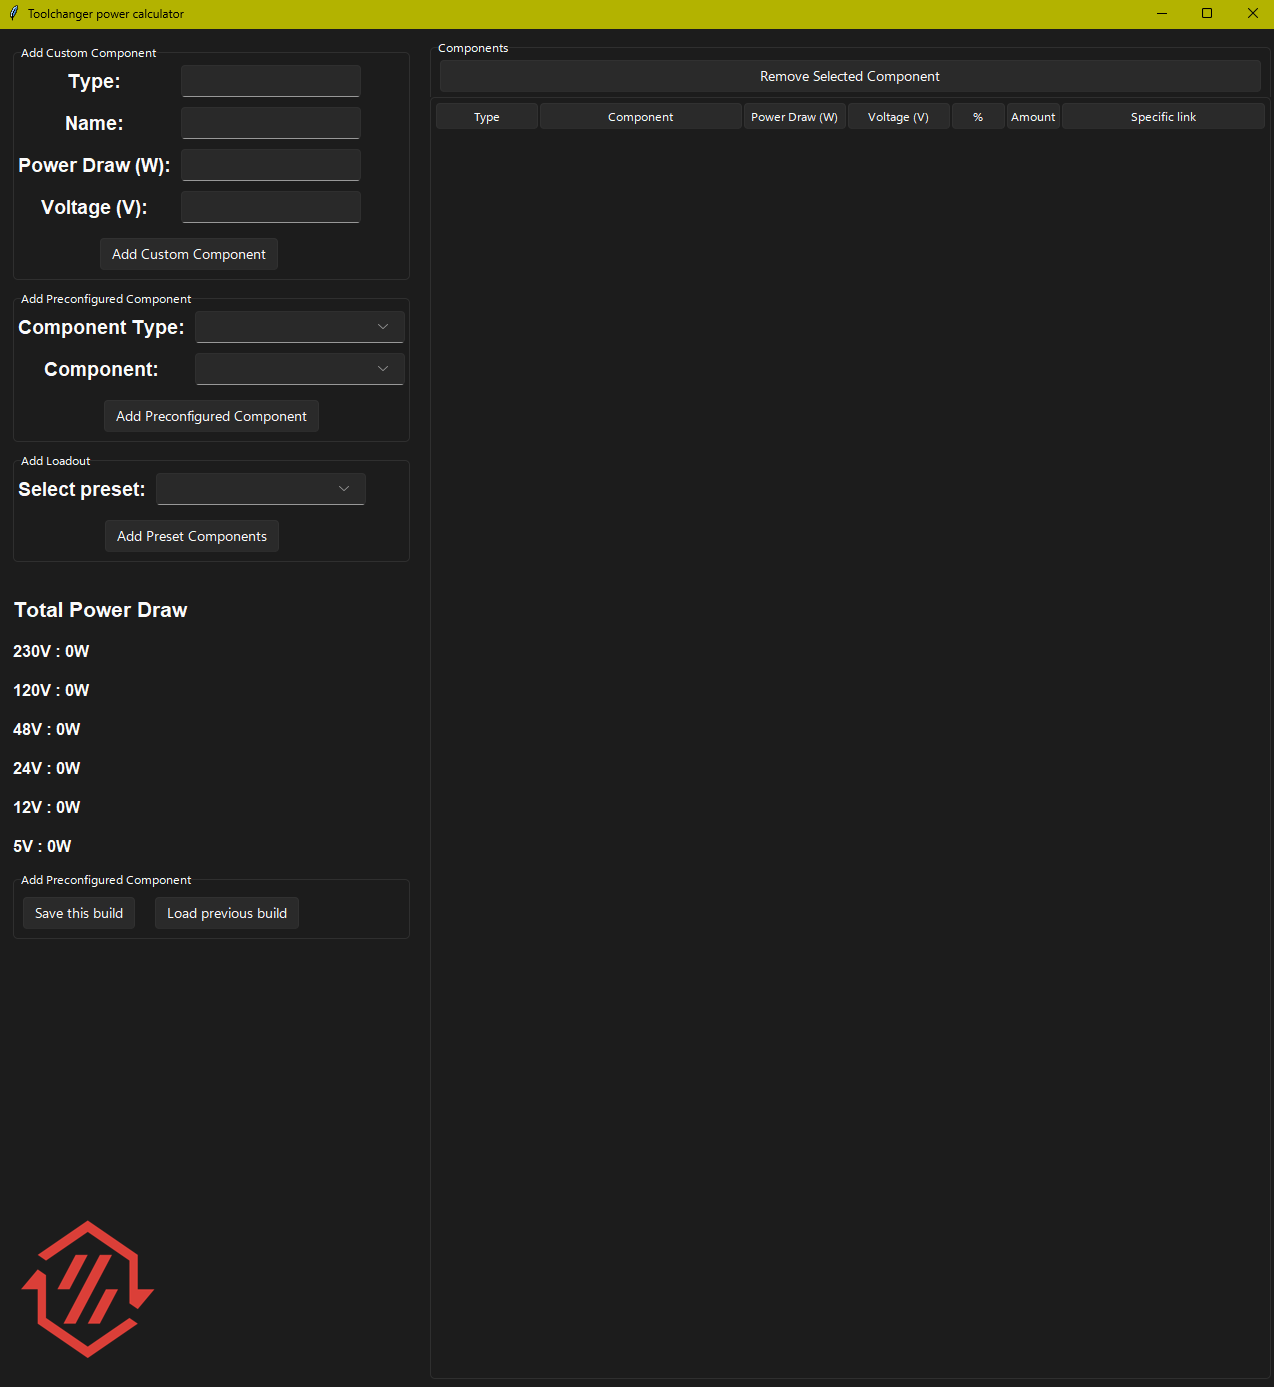 Toolchanger power calculator
Add Custom Component
Type:
Name:
Power Draw (W):
Voltage (V):
Add Custom Component
Add Preconfigured Component
Component Type:
Component:
Add Preconfigured Component
Add Loadout
Select preset:
Add Preset Components
Total Power Draw
230V : 0W
120V : 0W
48V : 0W
24V : 0W
12V : 0W
5V : 0W
Add Preconfigured Component
Save this build Load previous build
Components
Remove Selected Component
Type Component Power Draw (W) Voltage (V) % Amount Specific link